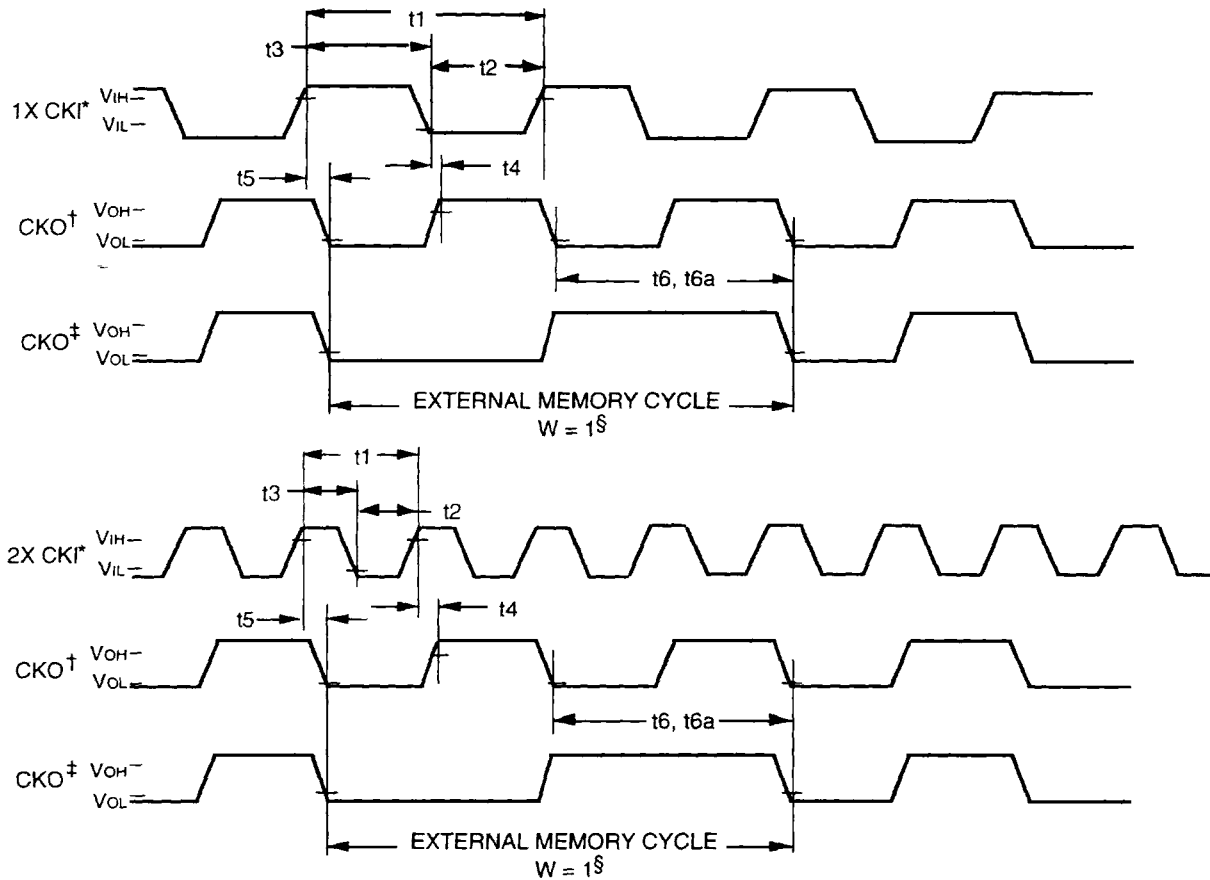 t1
t3
t2
1X CKI*
VIH
VIL
t5
t4
CKO†
VOH
VOL
t6, t6a
CKO‡
VOH
VOL
EXTERNAL MEMORY CYCLE
W = 1§
t1
t3
t2
2X CKI*
VIH
VIL
t5
t4
CKO†
VOH
VOL
t6, t6a
CKO‡
VOH
VOL
EXTERNAL MEMORY CYCLE
W = 1§